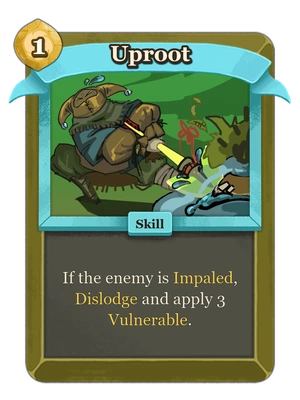 1
Uproot
Skill
If the enemy is Impaled,
Dislodge and apply 3
Vulnerable.